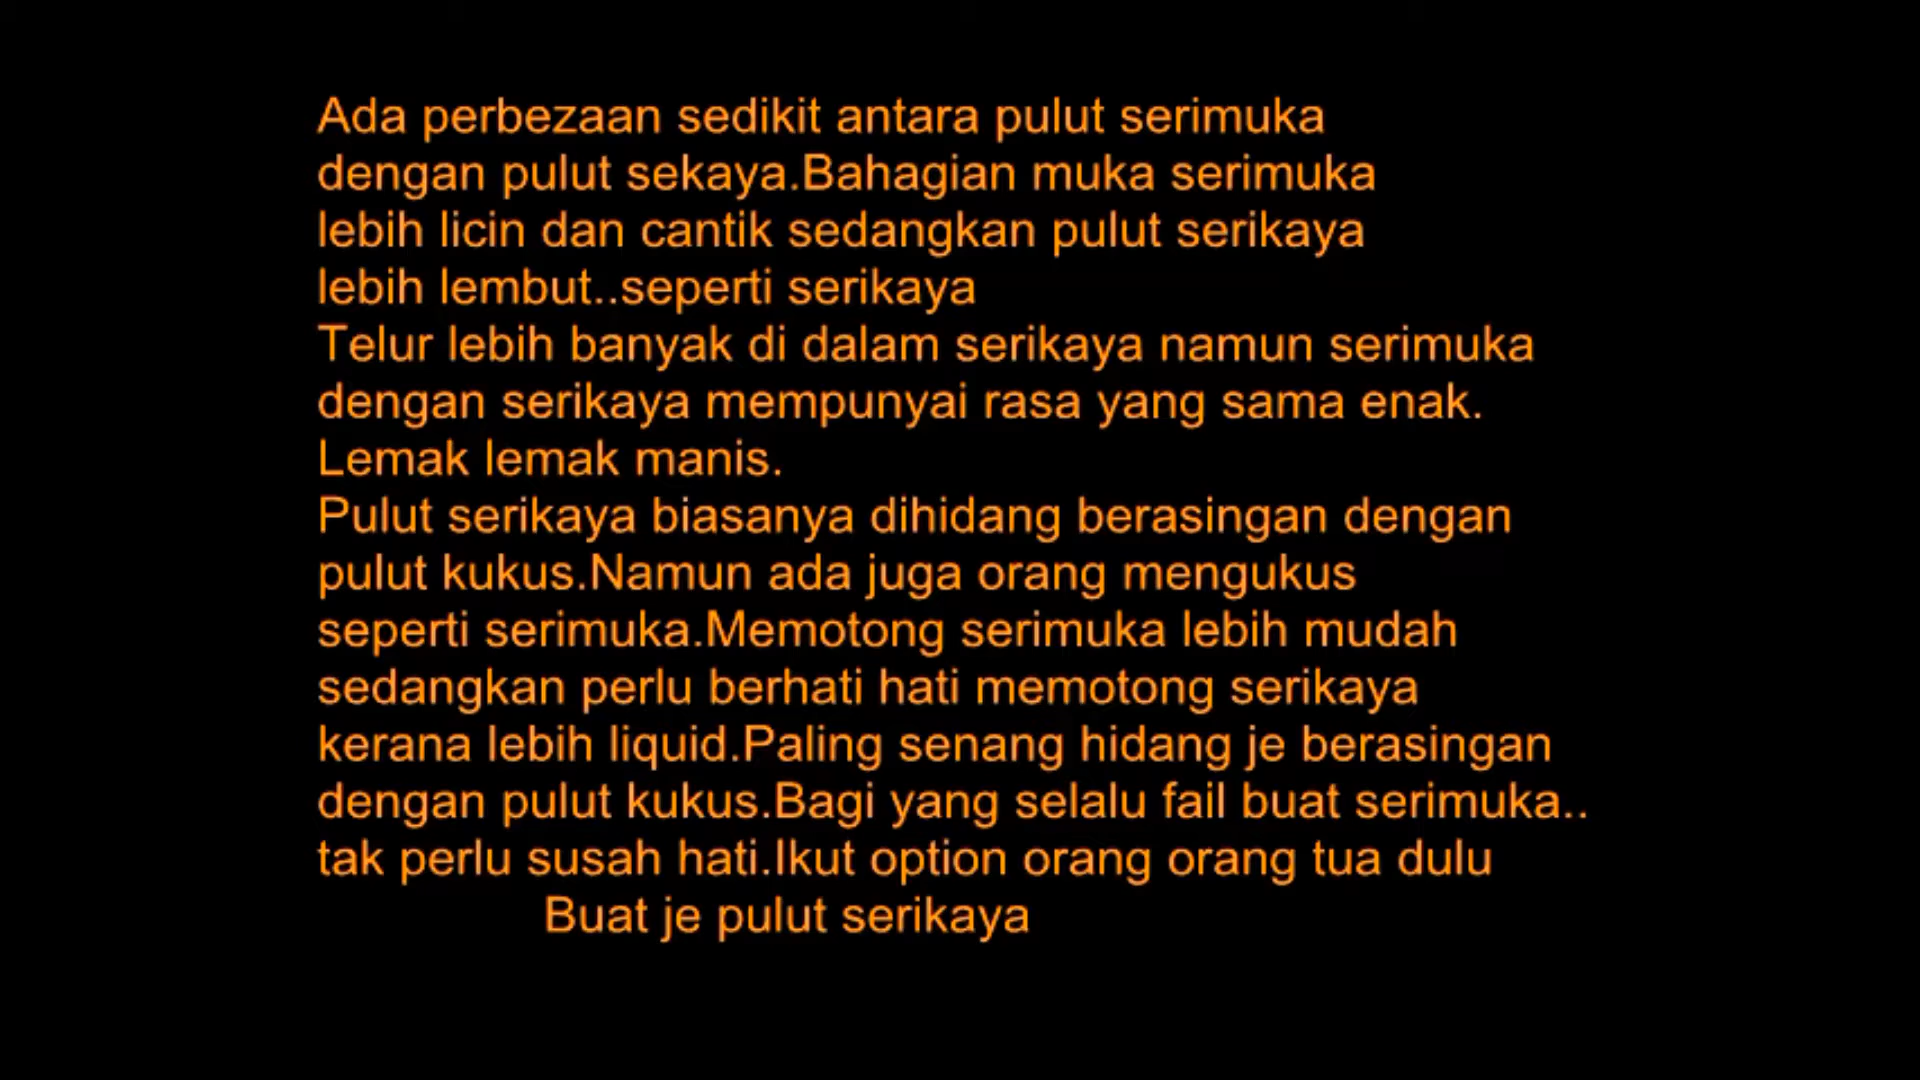 Ada perbezaan sedikit antara pulut serimuka
dengan pulut sekaya.Bahagian muka serimuka
lebih licin dan cantik sedangkan pulut serikaya
lebih lembut..seperti serikaya
Telur lebih banyak di dalam serikaya namun serimuka
dengan serikaya mempunyai rasa yang sama enak.
Lemak lemak manis.
Pulut serikaya biasanya dihidang berasingan dengan
pulut kukus.Namun ada juga orang mengukus
seperti serimuka.Memotong serimuka lebih mudah
sedangkan perlu berhati hati memotong serikaya
kerana lebih liquid.Paling senang hidang je berasingan
dengan pulut kukus.Bagi yang selalu fail buat serimuka..
tak perlu susah hati.Ikut option orang orang tua dulu
Buat je pulut serikaya